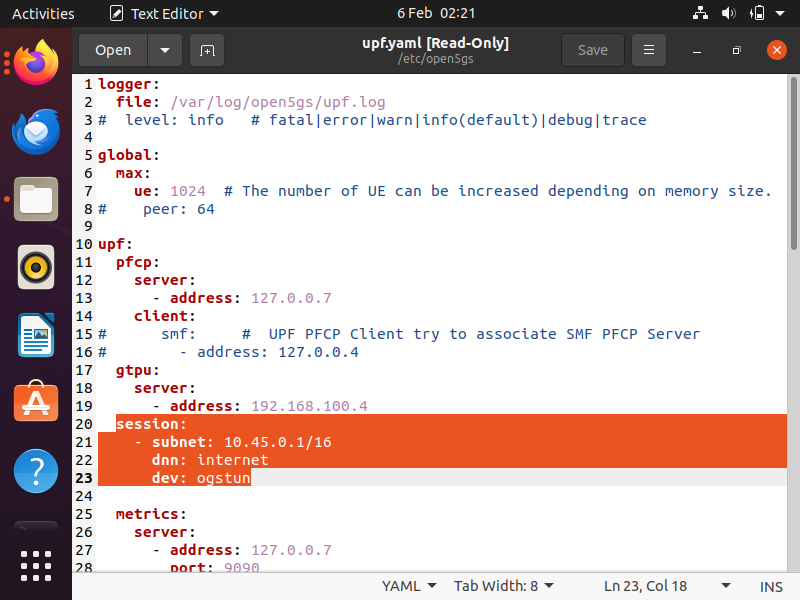 Activities Text Editor 6 Feb 02:21
Open upf.yaml [Read-Only] Save
/etc/open5gs
1 logger:
2   file: /var/log/open5gs/upf.log
3 #  level: info   # fatal|error|warn|info(default)|debug|trace
4
5 global:
6   max:
7     ue: 1024  # The number of UE can be increased depending on memory size.
8 #    peer: 64
9
10 upf:
11   pfcp:
12     server:
13       - address: 127.0.0.7
14     client:
15 #      smf:     #  UPF PFCP Client try to associate SMF PFCP Server
16 #        - address: 127.0.0.4
17   gtpu:
18     server:
19       - address: 192.168.100.4
20   session:
21     - subnet: 10.45.0.1/16
22       dnn: internet
23       dev: ogstun
24
25   metrics:
26     server:
27       - address: 127.0.0.7
28         port: 9090
YAML Tab Width: 8 Ln 23, Col 18 INS